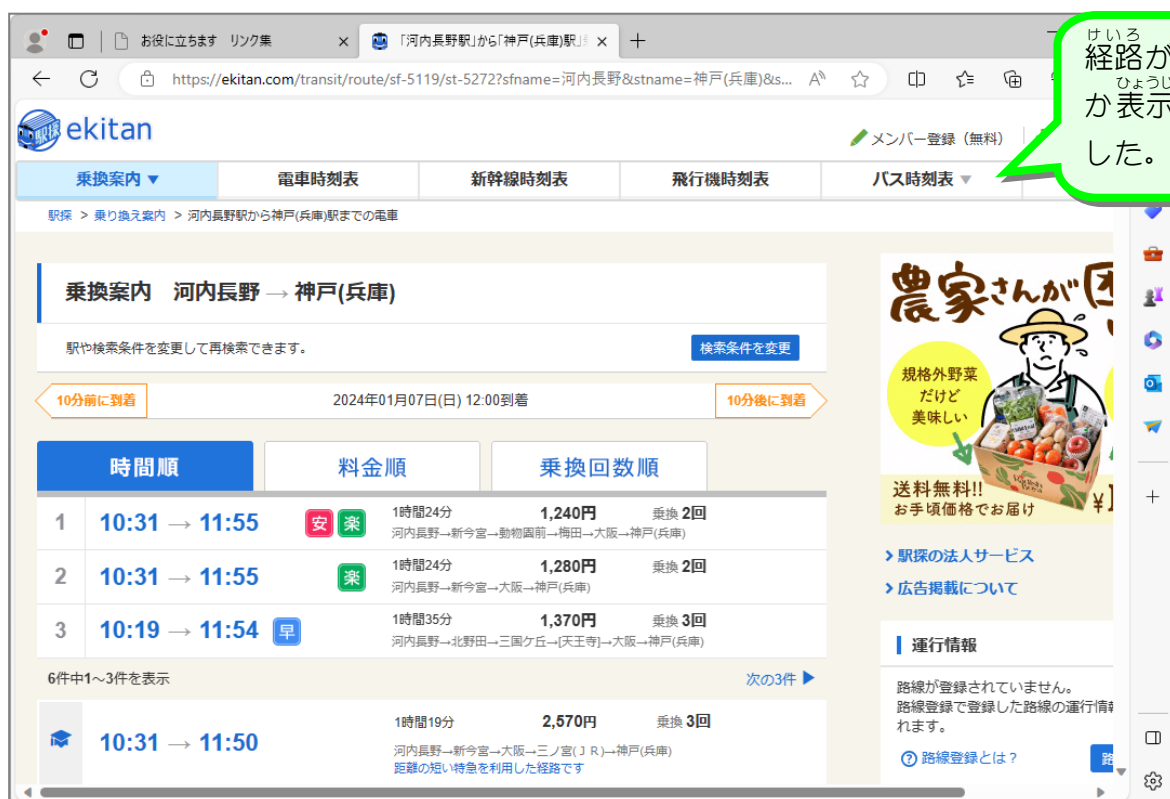 お役に立ちます リンク集
「河内長野駅」から「神戸(兵庫)駅」
https://ekitan.com/transit/route/sf-5119/st-5272?sfname=河内長野&stname=神戸(兵庫)&s...
けいろ
経路が
ひょうじ
か表示
した。
ekitan
メンバー登録（無料）
乗換案内 ▼
電車時刻表
新幹線時刻表
飛行機時刻表
バス時刻表 ▼
駅探 > 乗り換え案内 > 河内長野駅から神戸(兵庫)駅までの電車
乗換案内 河内長野 → 神戸(兵庫)
駅や検索条件を変更して再検索できます。
検索条件を変更
10分前に到着
2024年01月07日(日) 12:00到着
10分後に到着
時間順
料金順
乗換回数順
1 10:31 → 11:55 安 楽 1時間24分 1,240円 乗換 2回
河内長野→新今宮→動物園前→梅田→大阪→神戸(兵庫)
2 10:31 → 11:55 楽 1時間24分 1,280円 乗換 2回
河内長野→新今宮→大阪→神戸(兵庫)
3 10:19 → 11:54 早 1時間35分 1,370円 乗換 3回
河内長野→北野田→三国ケ丘→[天王寺]→大阪→神戸(兵庫)
6件中1～3件を表示
次の3件 ▶
10:31 → 11:50 1時間19分 2,570円 乗換 3回
河内長野→新今宮→大阪→三ノ宮(ＪＲ)→神戸(兵庫)
距離の短い特急を利用した経路です
農家さんが
規格外野菜
だけど
美味しい
送料無料!!
お手頃価格でお届け
¥1
> 駅探の法人サービス
> 広告掲載について
運行情報
路線が登録されていません。
路線登録で登録した路線の運行情報
れます。
路線登録とは？
路